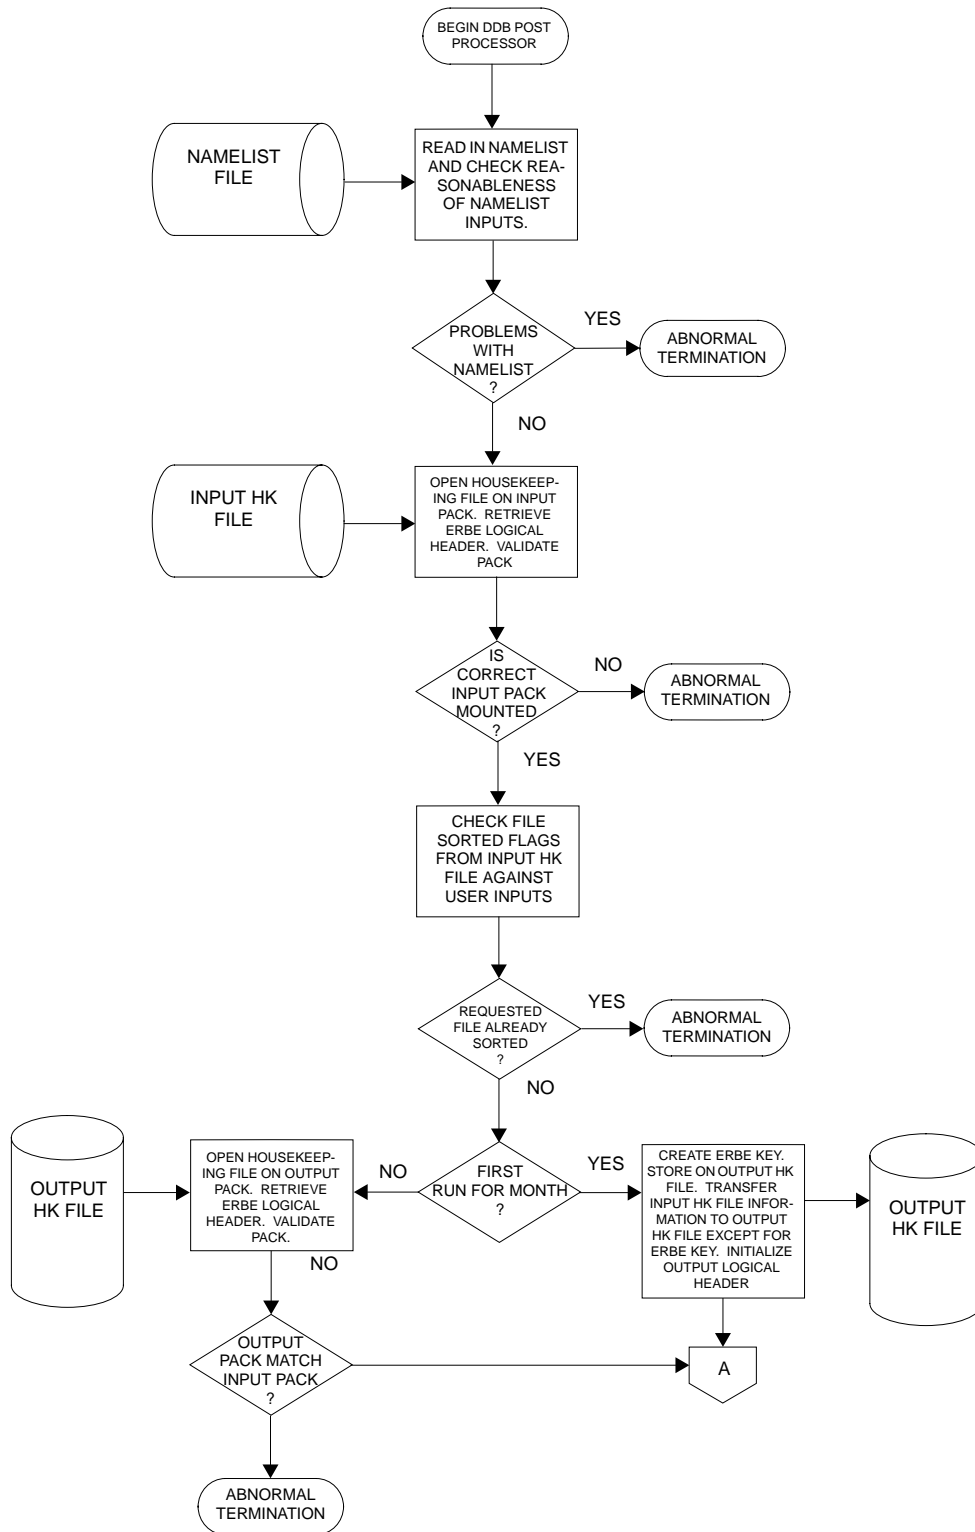 BEGIN DDB POST
PROCESSOR
NAMELIST
FILE
READ IN NAMELIST
AND CHECK REA-
SONABLENESS
OF NAMELIST
INPUTS.
PROBLEMS
WITH
NAMELIST
?
YES
ABNORMAL
TERMINATION
NO
INPUT HK
FILE
OPEN HOUSEKEEP-
ING FILE ON INPUT
PACK. RETRIEVE
ERBE LOGICAL
HEADER. VALIDATE
PACK
IS
CORRECT
INPUT PACK
MOUNTED
?
NO
ABNORMAL
TERMINATION
YES
CHECK FILE
SORTED FLAGS
FROM INPUT HK
FILE AGAINST
USER INPUTS
REQUESTED
FILE ALREADY
SORTED
?
YES
ABNORMAL
TERMINATION
NO
OUTPUT
HK FILE
OPEN HOUSEKEEP-
ING FILE ON OUTPUT
PACK. RETRIEVE
ERBE LOGICAL
HEADER. VALIDATE
PACK.
NO
FIRST
RUN FOR MONTH
?
YES
CREATE ERBE KEY.
STORE ON OUTPUT HK
FILE. TRANSFER
INPUT HK FILE INFOR-
MATION TO OUTPUT
HK FILE EXCEPT FOR
ERBE KEY. INITIALIZE
OUTPUT LOGICAL
HEADER
OUTPUT
HK FILE
NO
OUTPUT
PACK MATCH
INPUT PACK
?
A
ABNORMAL
TERMINATION